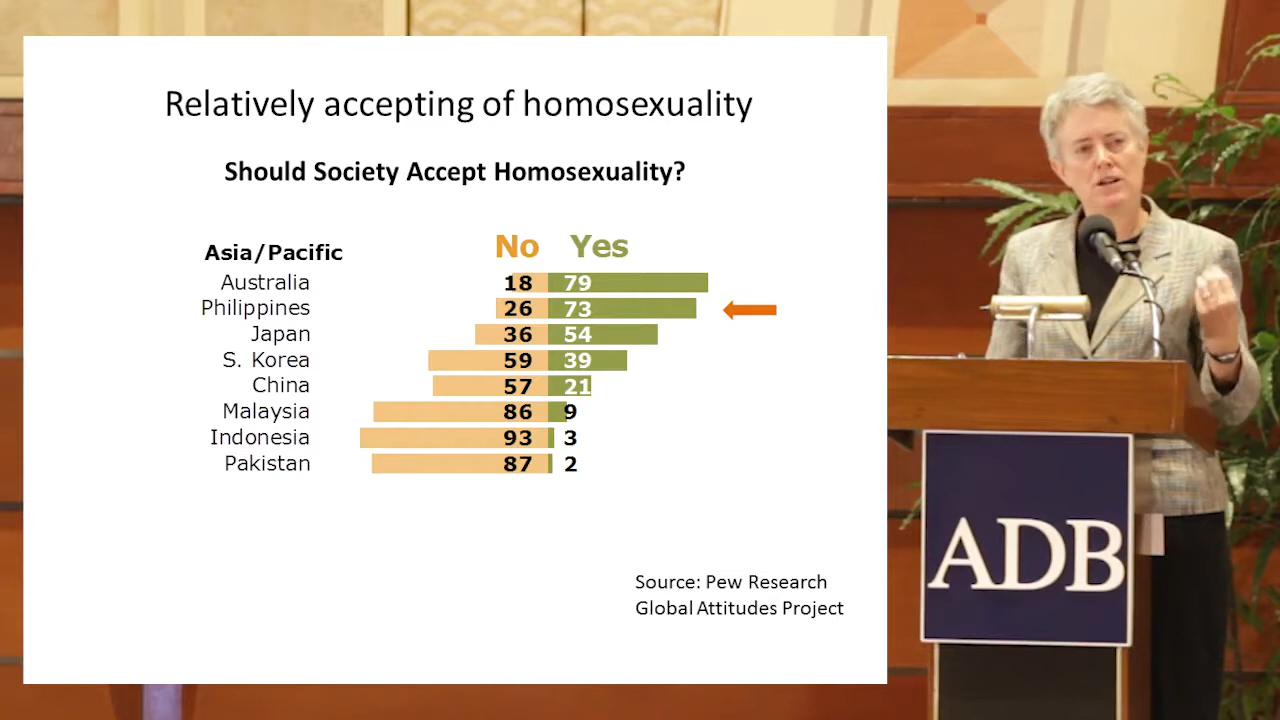 Relatively accepting of homosexuality
Should Society Accept Homosexuality?
Asia/Pacific No Yes
Australia 18 79
Philippines 26 73
Japan 36 54
S. Korea 59 39
China 57 21
Malaysia 86 9
Indonesia 93 3
Pakistan 87 2
Source: Pew Research
Global Attitudes Project
ADB